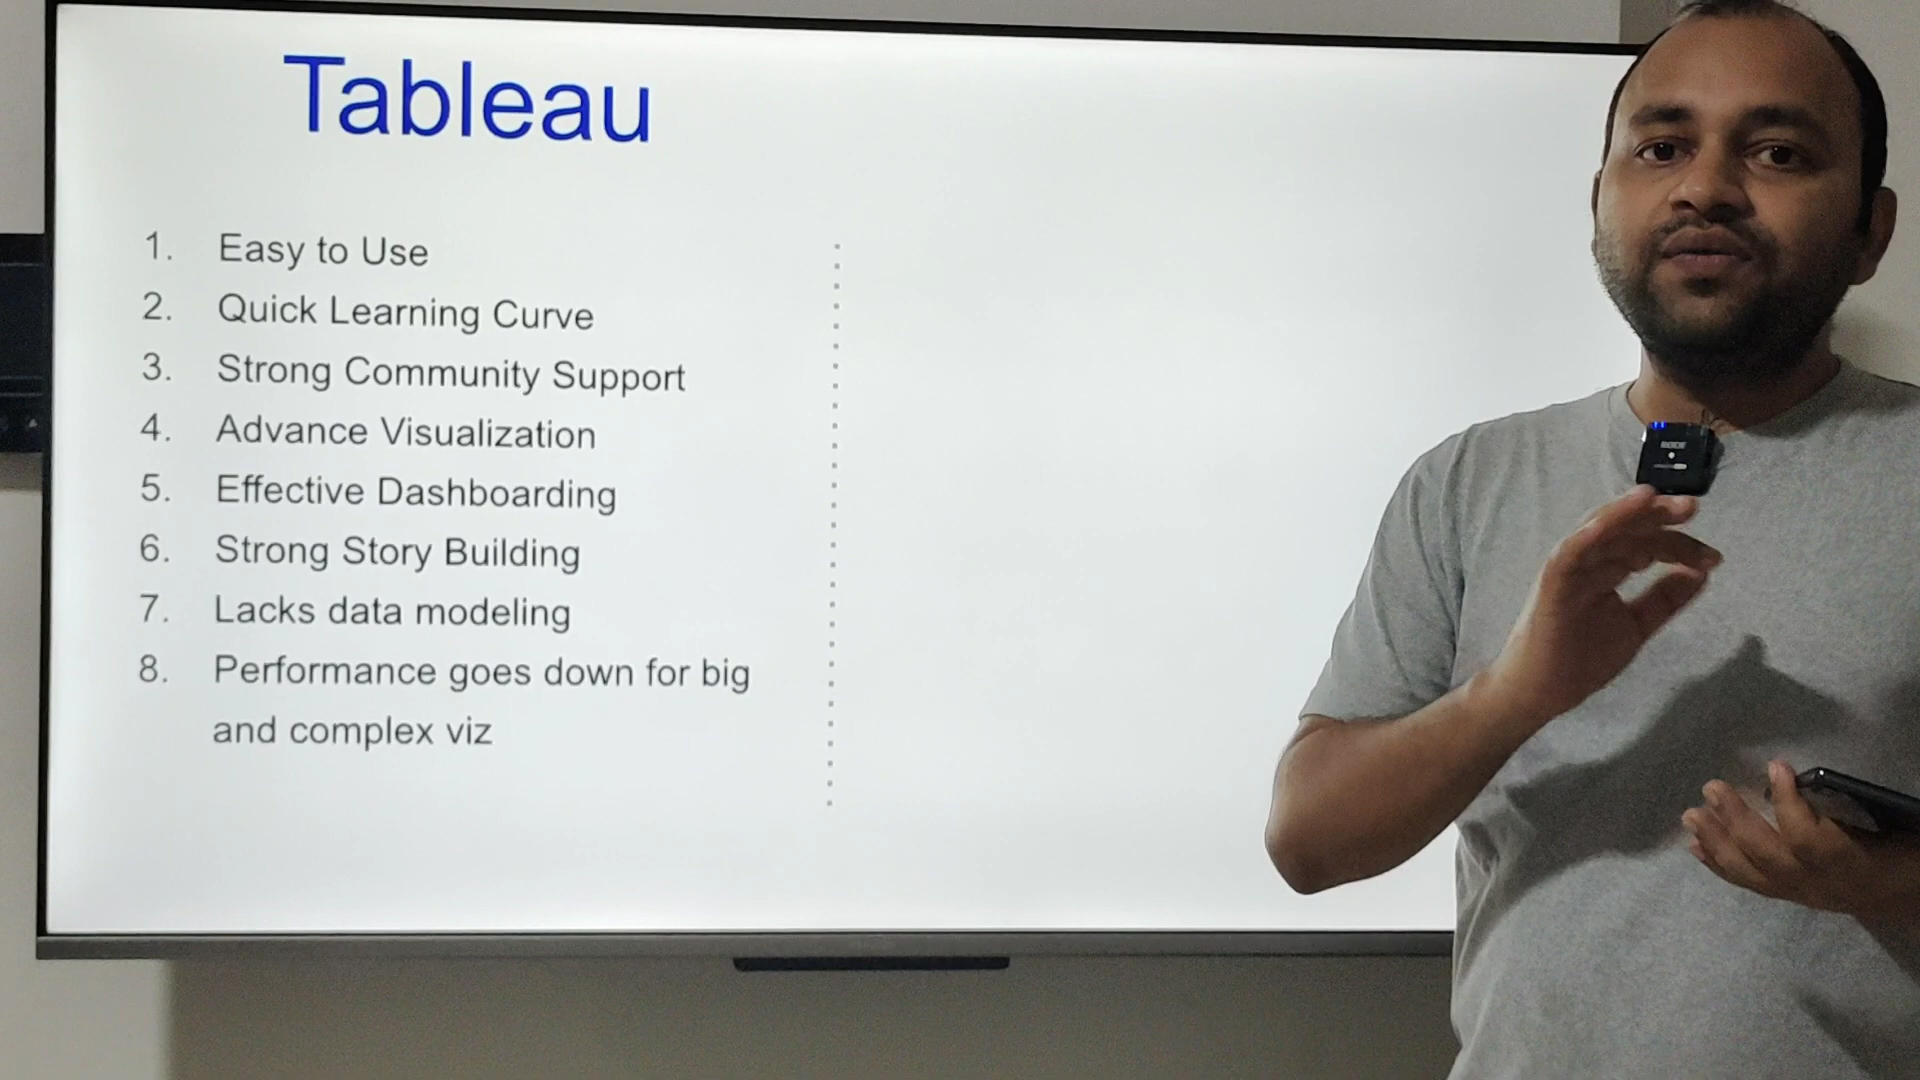 Tableau
1. Easy to Use
2. Quick Learning Curve
3. Strong Community Support
4. Advance Visualization
5. Effective Dashboarding
6. Strong Story Building
7. Lacks data modeling
8. Performance goes down for big
and complex viz
RODE